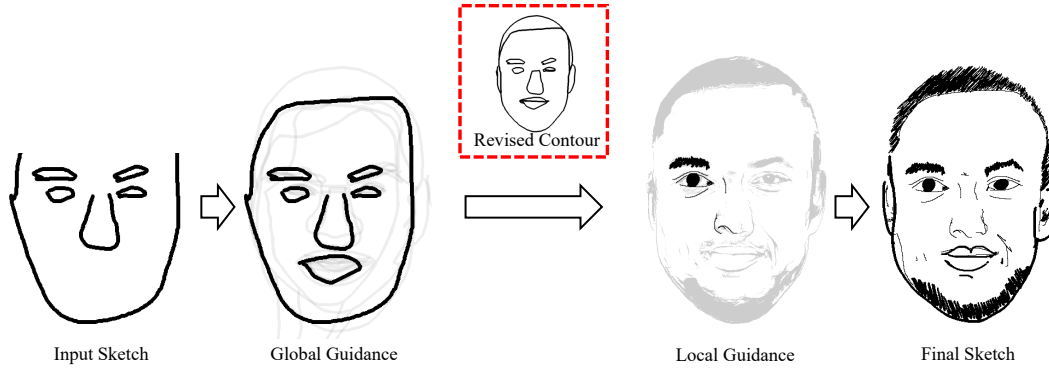 Revised Contour
Input Sketch
Global Guidance
Local Guidance
Final Sketch